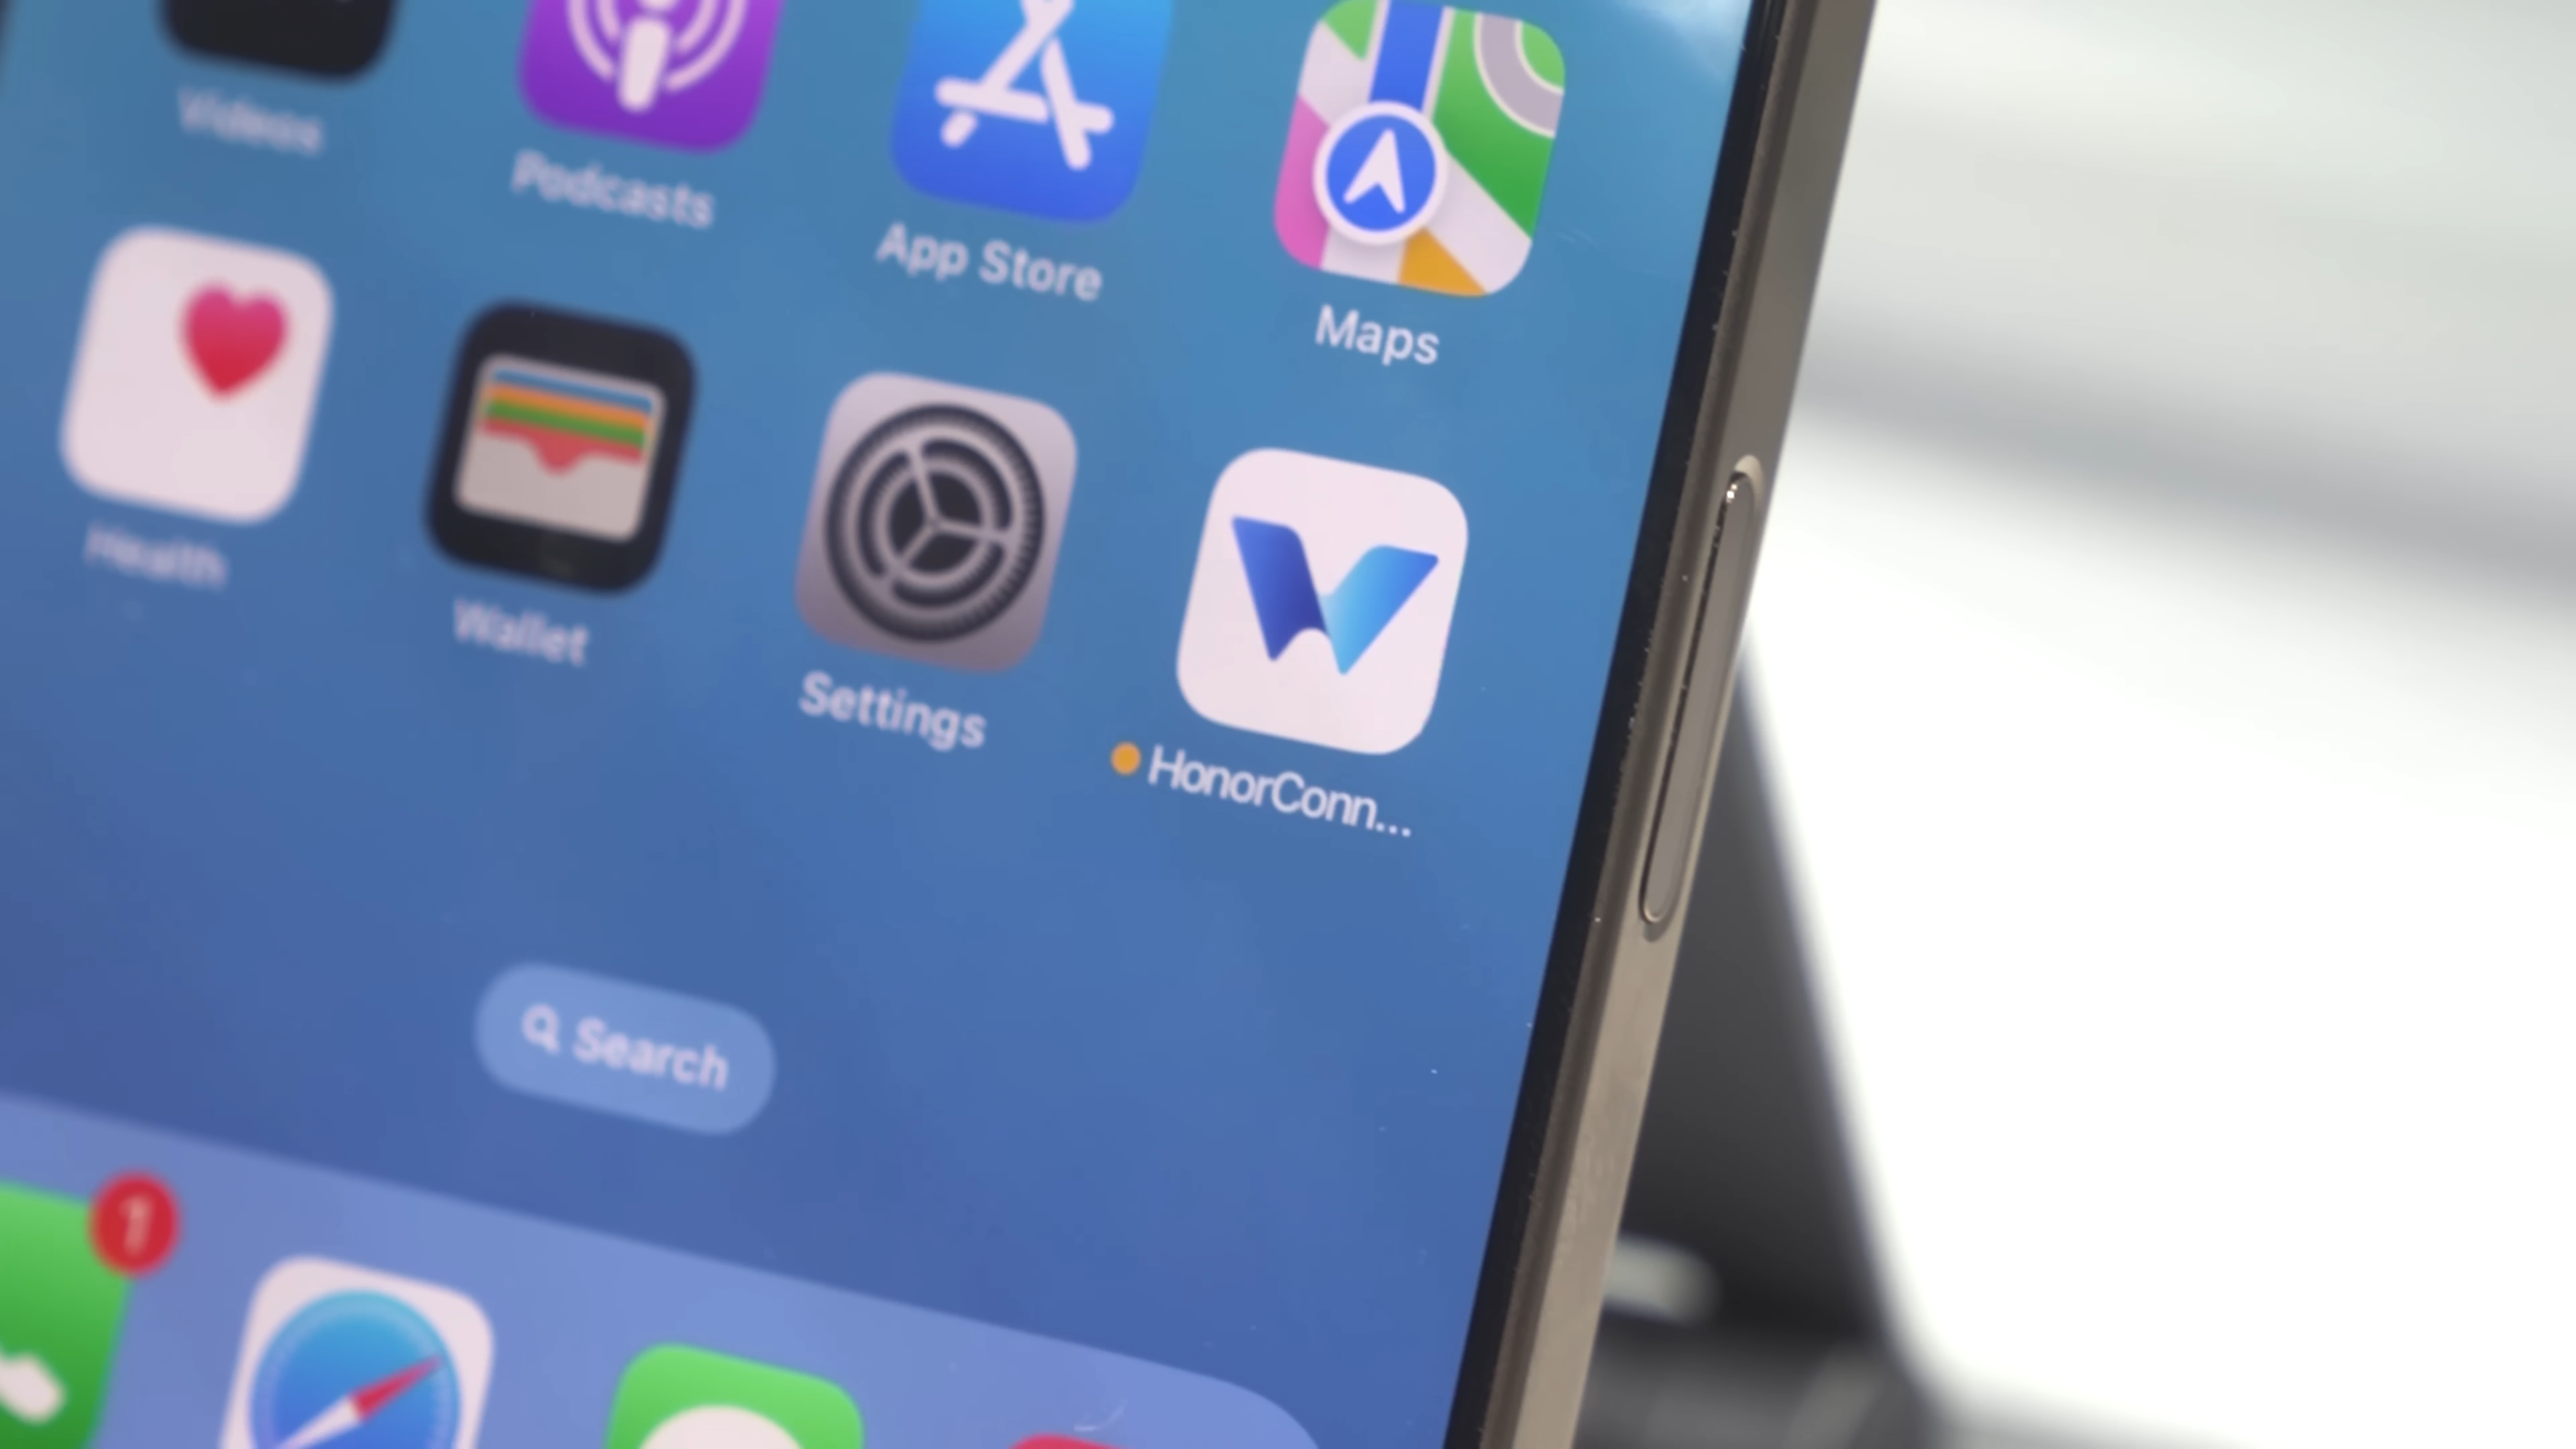 Videos
Podcasts
App Store
Maps
Health
Wallet
Settings
HonorConn...
Search
1